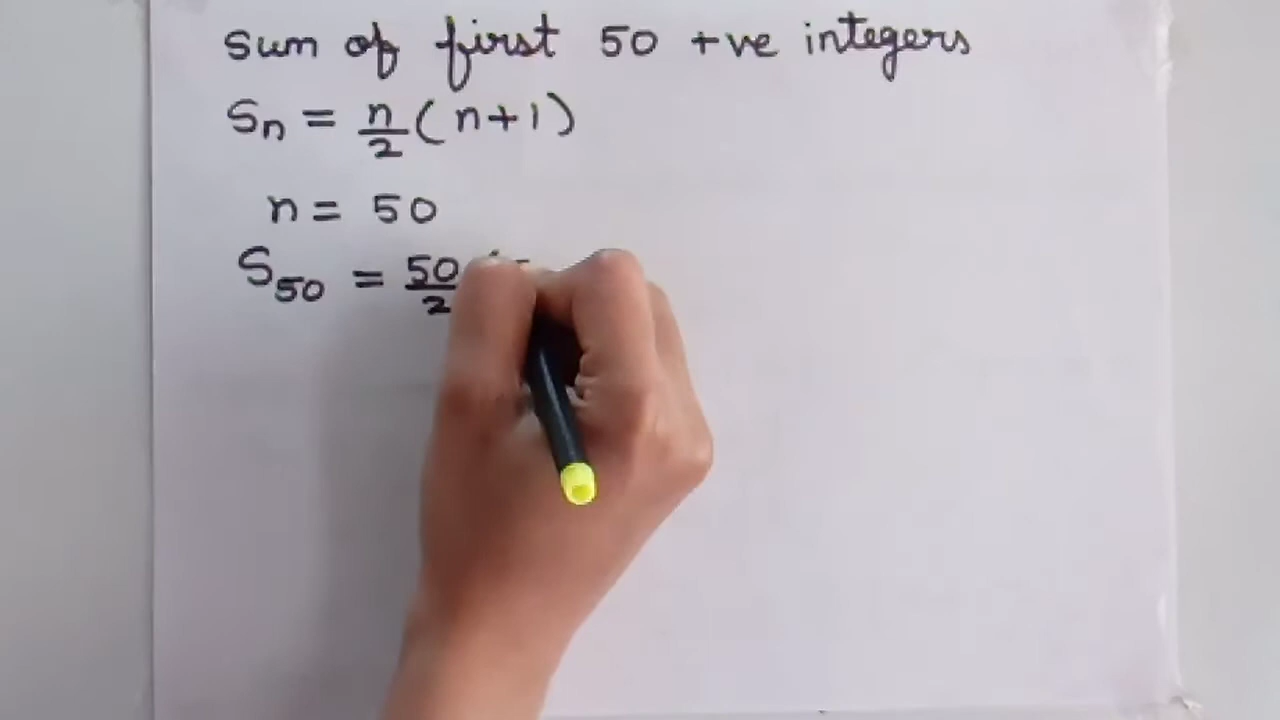 Sum of first 50 +ve integers
Sn = n/2 (n+1)
n = 50
S50 = 50/2